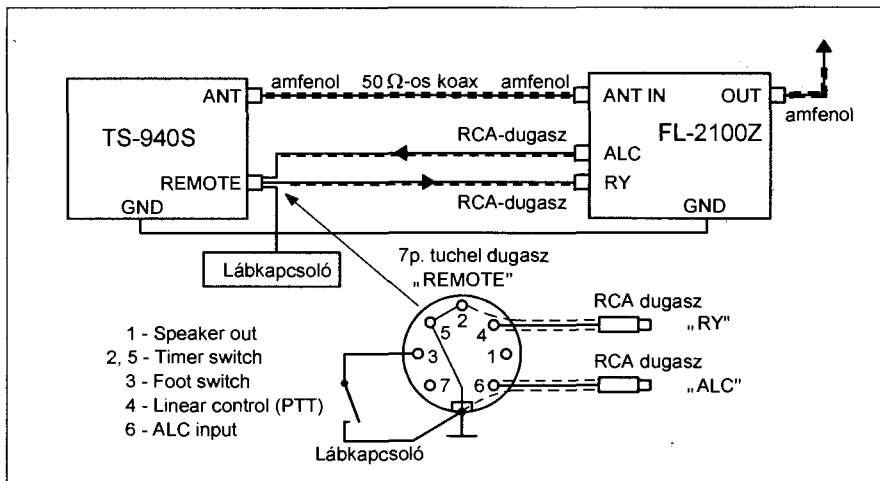 ANT
amfenol
50 Ω-os koax
amfenol
ANT IN
OUT
amfenol
TS-940S
FL-2100Z
RCA-dugasz
ALC
REMOTE
RY
RCA-dugasz
GND
GND
Lábkapcsoló
7p. tuchel dugasz
„REMOTE"
RCA dugasz
„RY"
RCA dugasz
„ALC"
2
5
4
3
1
7
6
1 - Speaker out
2, 5 - Timer switch
3 - Foot switch
4 - Linear control (PTT)
6 - ALC input
Lábkapcsoló